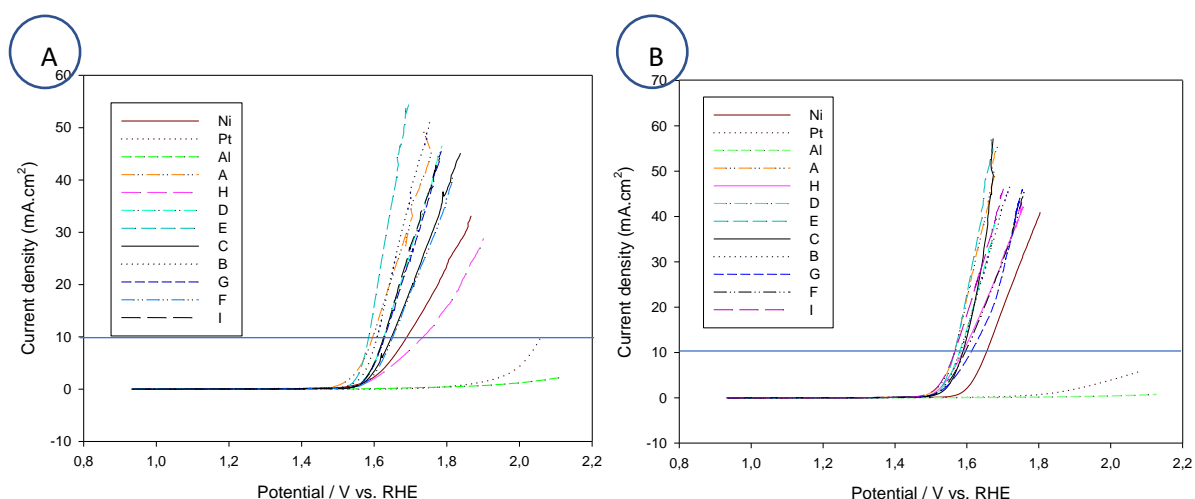 A
60
50
40
30
20
10
0
-10
Current density (mA.cm²)
Ni
Pt
Al
A
H
D
E
C
B
G
F
I
0,8 1,0 1,2 1,4 1,6 1,8 2,0 2,2
Potential / V vs. RHE
B
70
60
50
40
30
20
10
0
-10
Current density (mA.cm²)
Ni
Pt
Al
A
H
D
E
C
B
G
F
I
0,8 1,0 1,2 1,4 1,6 1,8 2,0 2,2
Potential / V vs. RHE